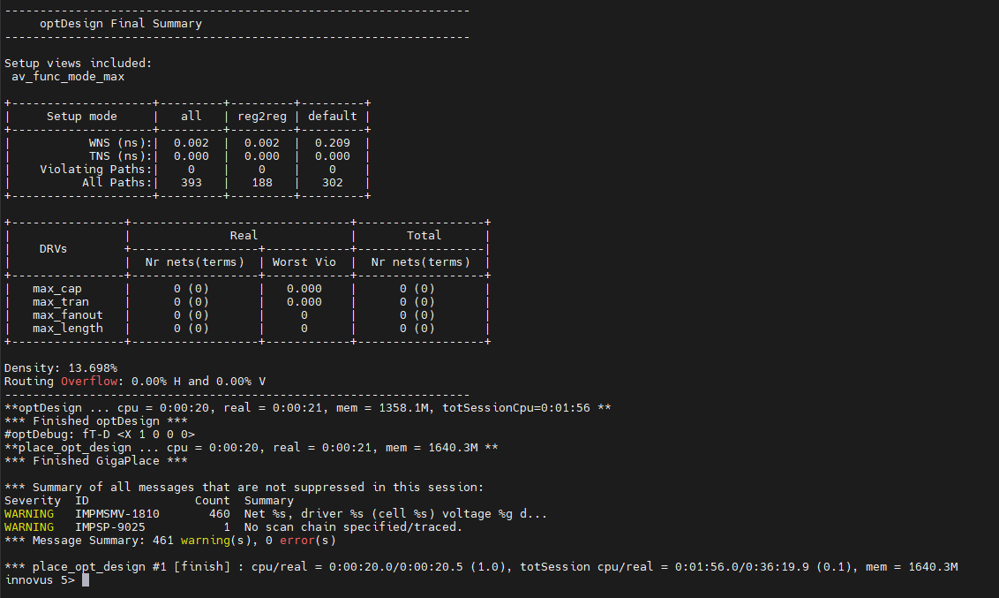 ------------------------------------------------------------------
     optDesign Final Summary
------------------------------------------------------------------

Setup views included:
 av_func_mode_max

+--------------------+---------+---------+---------+
|     Setup mode     |   all   | reg2reg | default |
+--------------------+---------+---------+---------+
|           WNS (ns):|  0.002  |  0.002  |  0.209  |
|           TNS (ns):|  0.000  |  0.000  |  0.000  |
|    Violating Paths:|    0    |    0    |    0    |
|          All Paths:|   393   |   188   |   302   |
+--------------------+---------+---------+---------+

+----------------+-------------------------------+------------------+
|                |              Real             |       Total      |
|    DRVs        +------------------+------------+------------------|
|                |  Nr nets(terms)  | Worst Vio  |  Nr nets(terms)  |
+----------------+------------------+------------+------------------+
|   max_cap      |      0 (0)       |   0.000    |      0 (0)       |
|   max_tran     |      0 (0)       |   0.000    |      0 (0)       |
|   max_fanout   |      0 (0)       |     0      |      0 (0)       |
|   max_length   |      0 (0)       |     0      |      0 (0)       |
+----------------+------------------+------------+------------------+

Density: 13.698%
Routing Overflow: 0.00% H and 0.00% V
------------------------------------------------------------------
**optDesign ... cpu = 0:00:20, real = 0:00:21, mem = 1358.1M, totSessionCpu=0:01:56 **
*** Finished optDesign ***
#optDebug: fT-D <X 1 0 0 0>
**place_opt_design ... cpu = 0:00:20, real = 0:00:21, mem = 1640.3M **
*** Finished GigaPlace ***

*** Summary of all messages that are not suppressed in this session:
Severity  ID               Count  Summary
WARNING   IMPMSMV-1810       460  Net %s, driver %s (cell %s) voltage %g d...
WARNING   IMPSP-9025           1  No scan chain specified/traced.
*** Message Summary: 461 warning(s), 0 error(s)

*** place_opt_design #1 [finish] : cpu/real = 0:00:20.0/0:00:20.5 (1.0), totSession cpu/real = 0:01:56.0/0:36:19.9 (0.1), mem = 1640.3M
innovus 5>